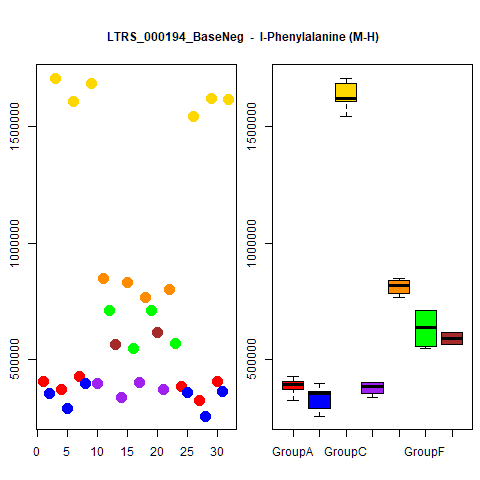 LTRS_000194_BaseNeg - l-Phenylalanine (M-H)
1500000
1000000
500000
0 5 10 15 20 25 30
1500000
1000000
500000
GroupA GroupC GroupF